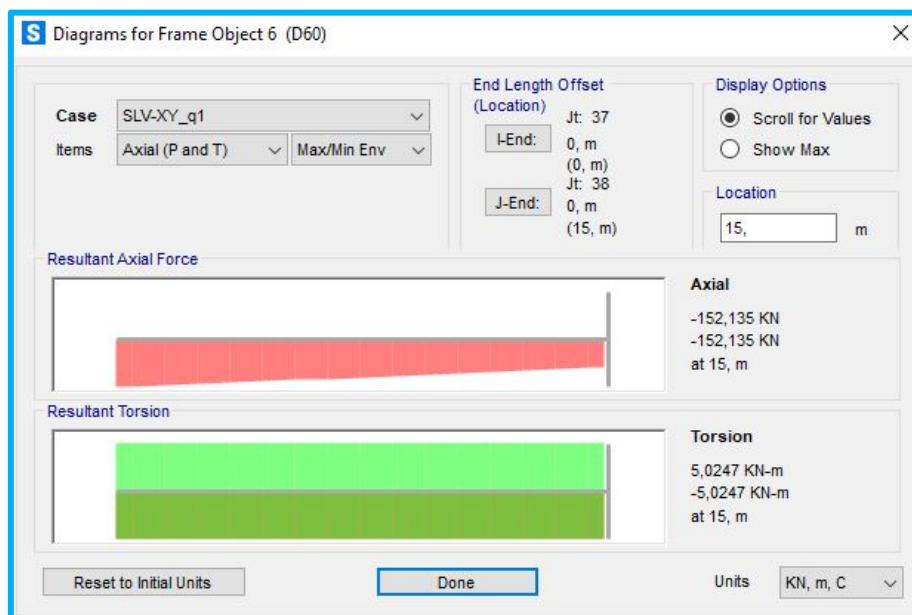 S Diagrams for Frame Object 6 (D60)
Case SLV-XY_q1
Items Axial (P and T) Max/Min Env
End Length Offset
(Location)
Jt: 37
I-End: 0, m
(0, m)
Jt: 38
J-End: 0, m
(15, m)
Display Options
Scroll for Values
Show Max
Location
15, m
Resultant Axial Force
Axial
-152,135 KN
-152,135 KN
at 15, m
Resultant Torsion
Torsion
5,0247 KN-m
-5,0247 KN-m
at 15, m
Reset to Initial Units Done Units KN, m, C